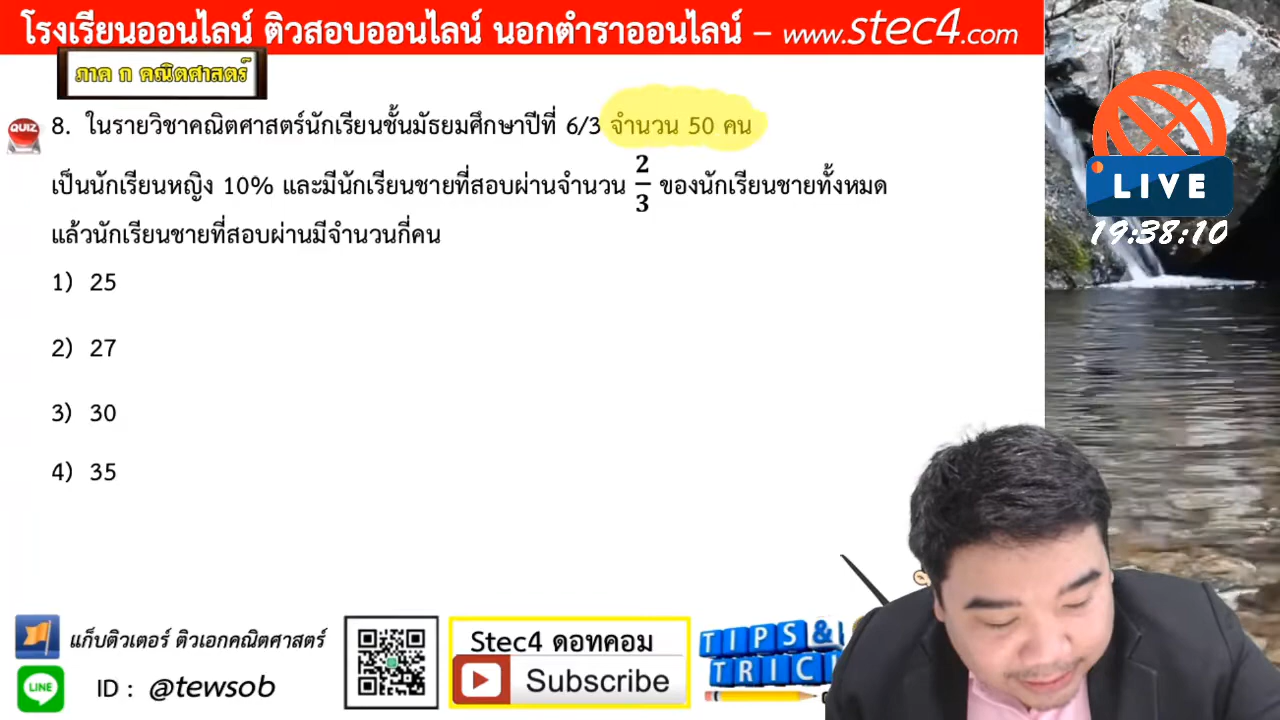 โรงเรียนออนไลน์ ติวสอบออนไลน์ นอกตำราออนไลน์ – www.stec4.com
ภาค ก คณิตศาสตร์
QUIZ
8. ในรายวิชาคณิตศาสตร์นักเรียนชั้นมัธยมศึกษาปีที่ 6/3 จำนวน 50 คน
เป็นนักเรียนหญิง 10% และมีนักเรียนชายที่สอบผ่านจำนวน 2/3 ของนักเรียนชายทั้งหมด
แล้วนักเรียนชายที่สอบผ่านมีจำนวนกี่คน
1) 25
2) 27
3) 30
4) 35
LIVE
19:38:10
แก็บติวเตอร์ ติวเอกคณิตศาสตร์
LINE
ID : @tewsob
Stec4 ดอทคอม
Subscribe
TIPS &